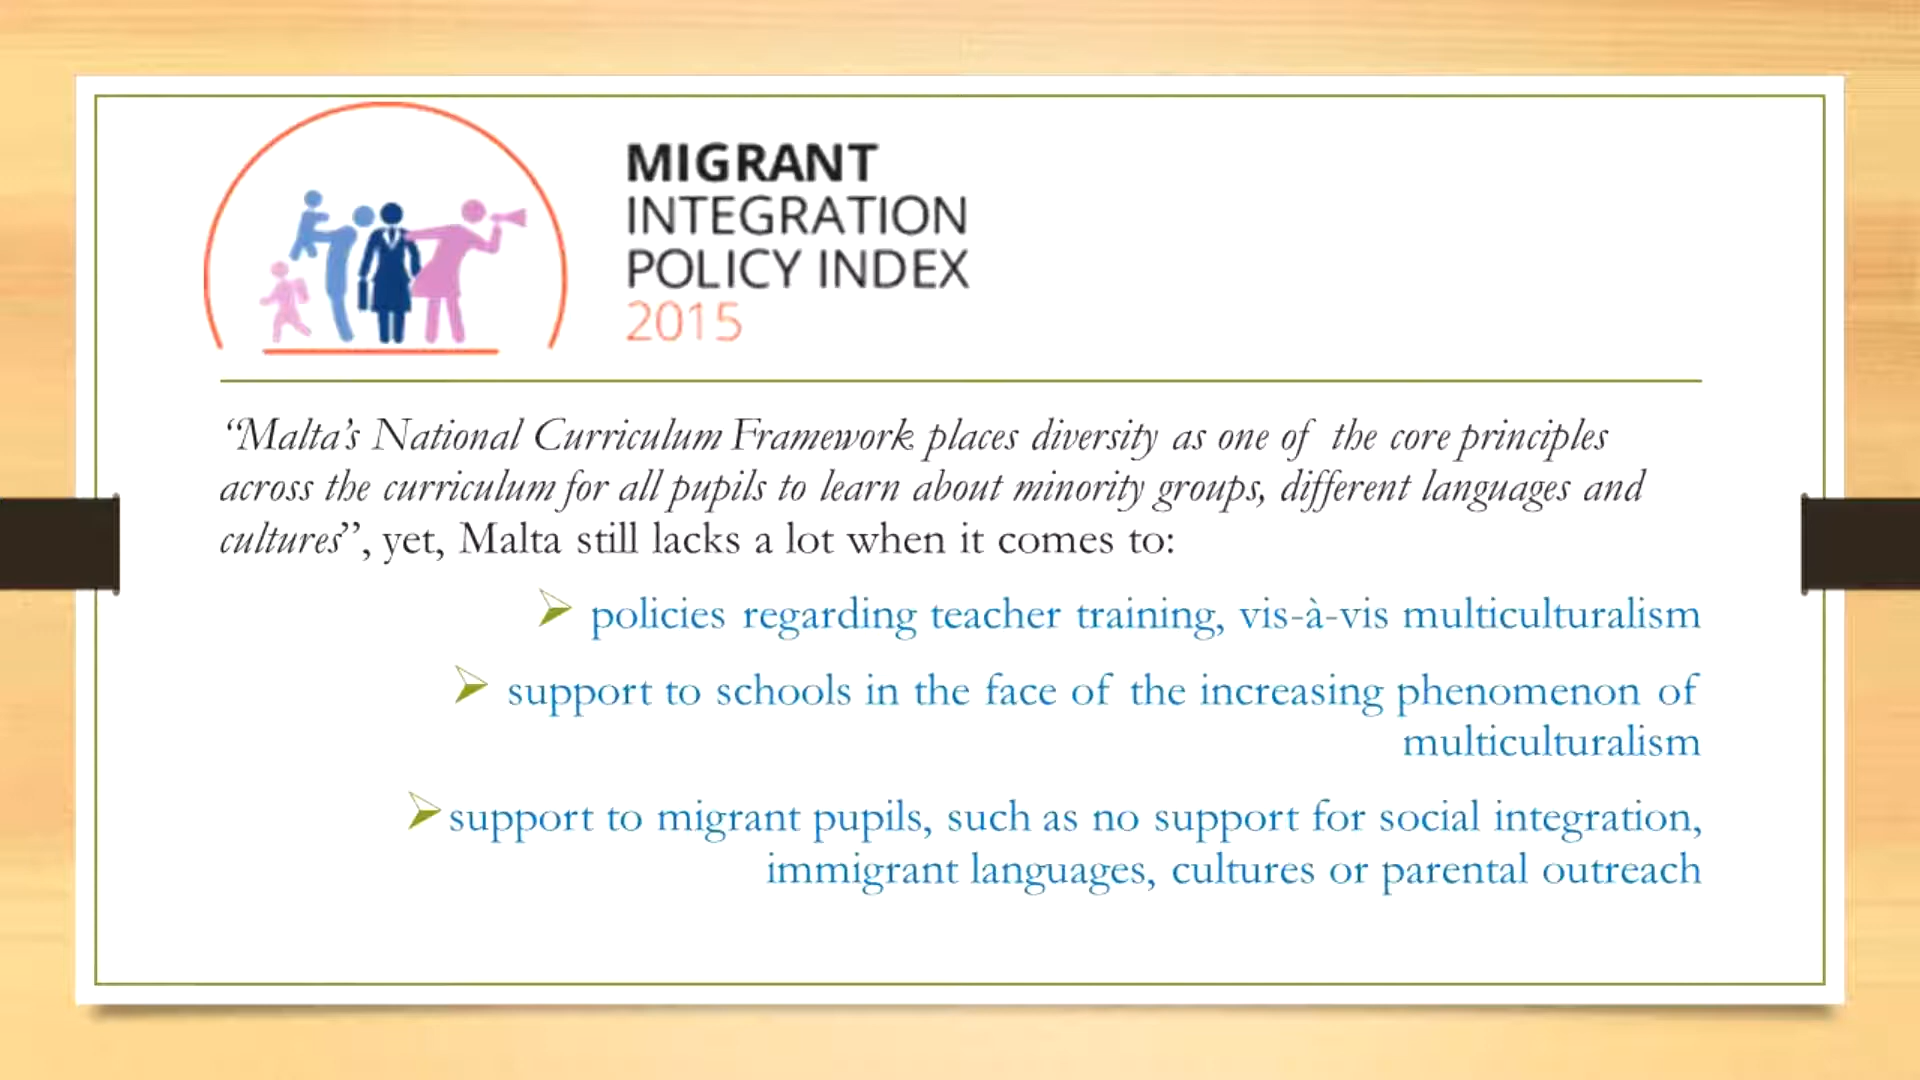 MIGRANT
INTEGRATION
POLICY INDEX
2015
“Malta’s National Curriculum Framework places diversity as one of the core principles
across the curriculum for all pupils to learn about minority groups, different languages and
cultures”, yet, Malta still lacks a lot when it comes to:
policies regarding teacher training, vis-à-vis multiculturalism
support to schools in the face of the increasing phenomenon of
multiculturalism
support to migrant pupils, such as no support for social integration,
immigrant languages, cultures or parental outreach